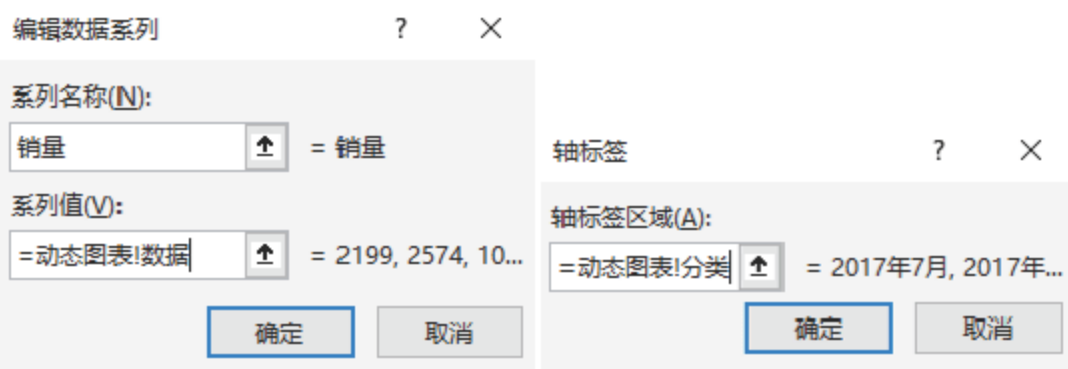 编辑数据系列 ?
系列名称(N):
销量 = 销量
系列值(V):
=动态图表!数据 = 2199, 2574, 10...
确定 取消
轴标签 ?
轴标签区域(A):
=动态图表!分类 = 2017年7月, 2017年...
确定 取消